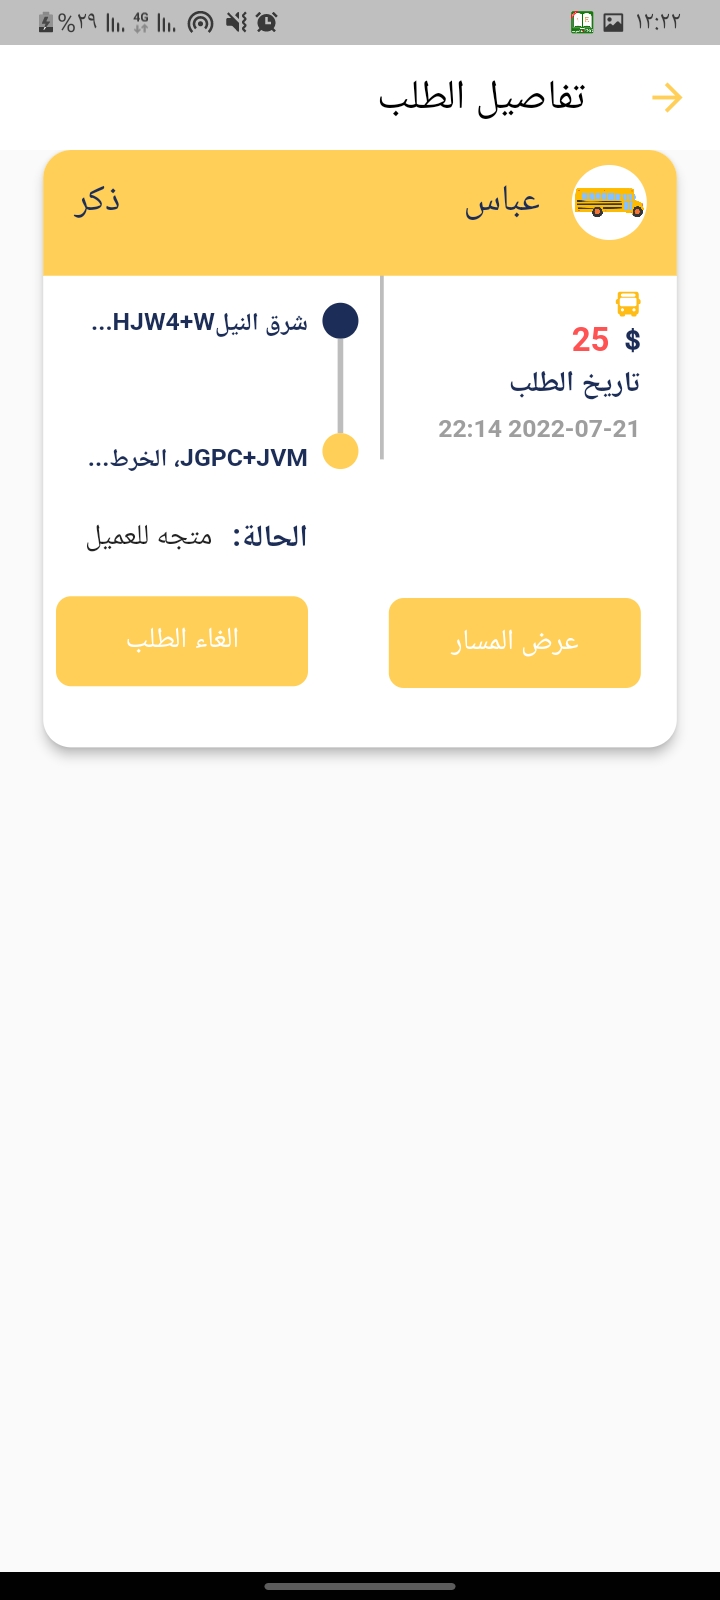 ١٢:٢٢
4G
%٢٩
تفاصيل الطلب
عباس
ذكر
$ 25
تاريخ الطلب
2022-07-21 22:14
شرق النيلHJW4+W...
JGPC+JVM، الخرط...
الحالة: متجه للعميل
عرض المسار
الغاء الطلب